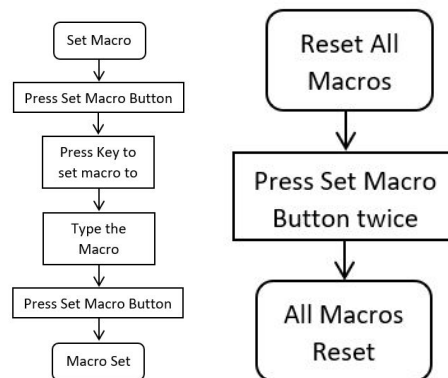 Set Macro
Press Set Macro Button
Press Key to
set macro to
Type the
Macro
Press Set Macro Button
Macro Set
Reset All
Macros
Press Set Macro
Button twice
All Macros
Reset